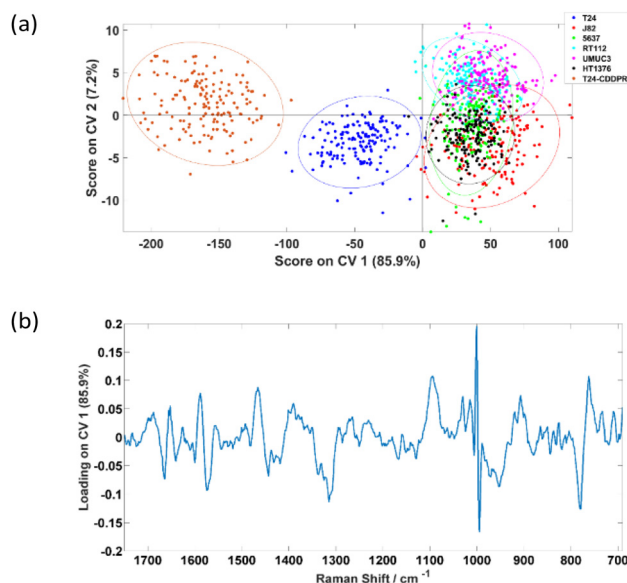 (a)
10
5
0
-5
-10
Score on CV 2 (7.2%)
T24
J82
5637
RT112
UMUC3
HT1376
T24-CDDPR
-200 -150 -100 -50 0 50 100
Score on CV 1 (85.9%)
(b)
0.2
0.15
0.1
0.05
0
-0.05
-0.1
-0.15
-0.2
Loading on CV 1 (85.9%)
1700 1600 1500 1400 1300 1200 1100 1000 900 800 700
Raman Shift / cm -1